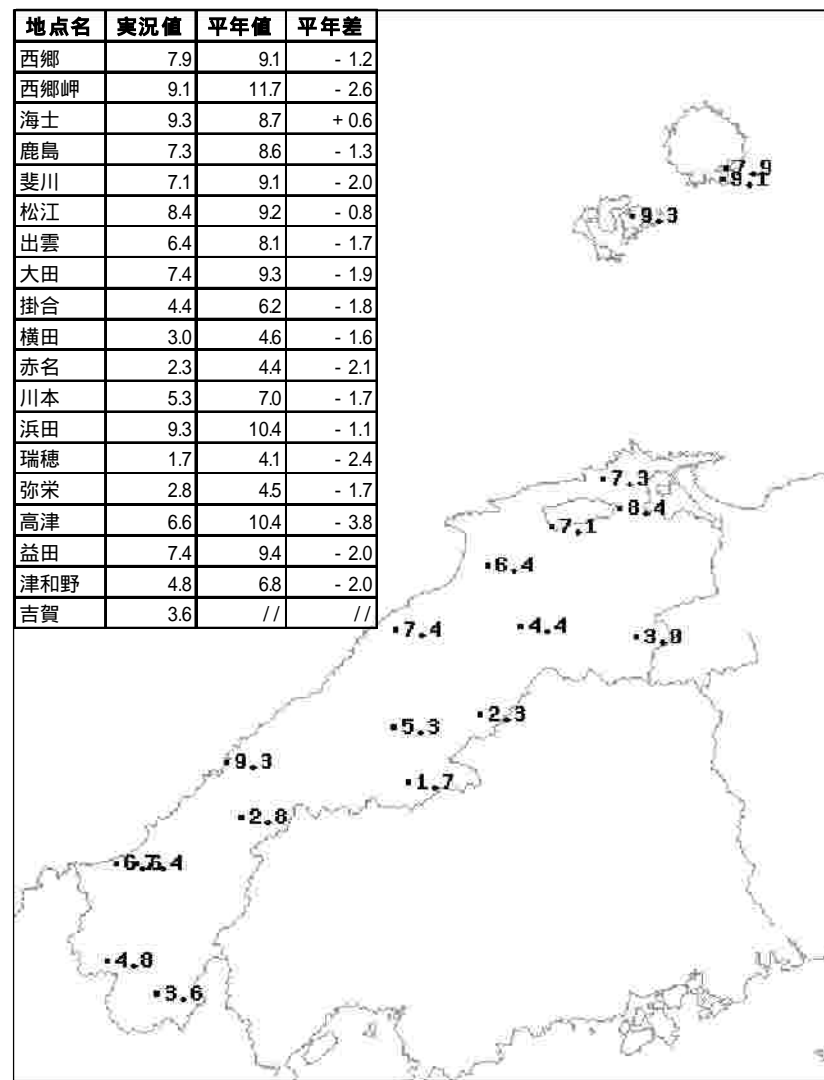 地点名 実況値 平年値 平年差
西郷 7.9 9.1 - 1.2
西郷岬 9.1 11.7 - 2.6
海士 9.3 8.7 + 0.6
鹿島 7.3 8.6 - 1.3
斐川 7.1 9.1 - 2.0
松江 8.4 9.2 - 0.8
出雲 6.4 8.1 - 1.7
大田 7.4 9.3 - 1.9
掛合 4.4 6.2 - 1.8
横田 3.0 4.6 - 1.6
赤名 2.3 4.4 - 2.1
川本 5.3 7.0 - 1.7
浜田 9.3 10.4 - 1.1
瑞穂 1.7 4.1 - 2.4
弥栄 2.8 4.5 - 1.7
高津 6.6 10.4 - 3.8
益田 7.4 9.4 - 2.0
津和野 4.8 6.8 - 2.0
吉賀 3.6 // //
7.9
9.1
9.3
7.3
8.4
7.1
6.4
7.4
4.4
3.0
2.3
5.3
1.7
9.3
2.8
4.8
3.6